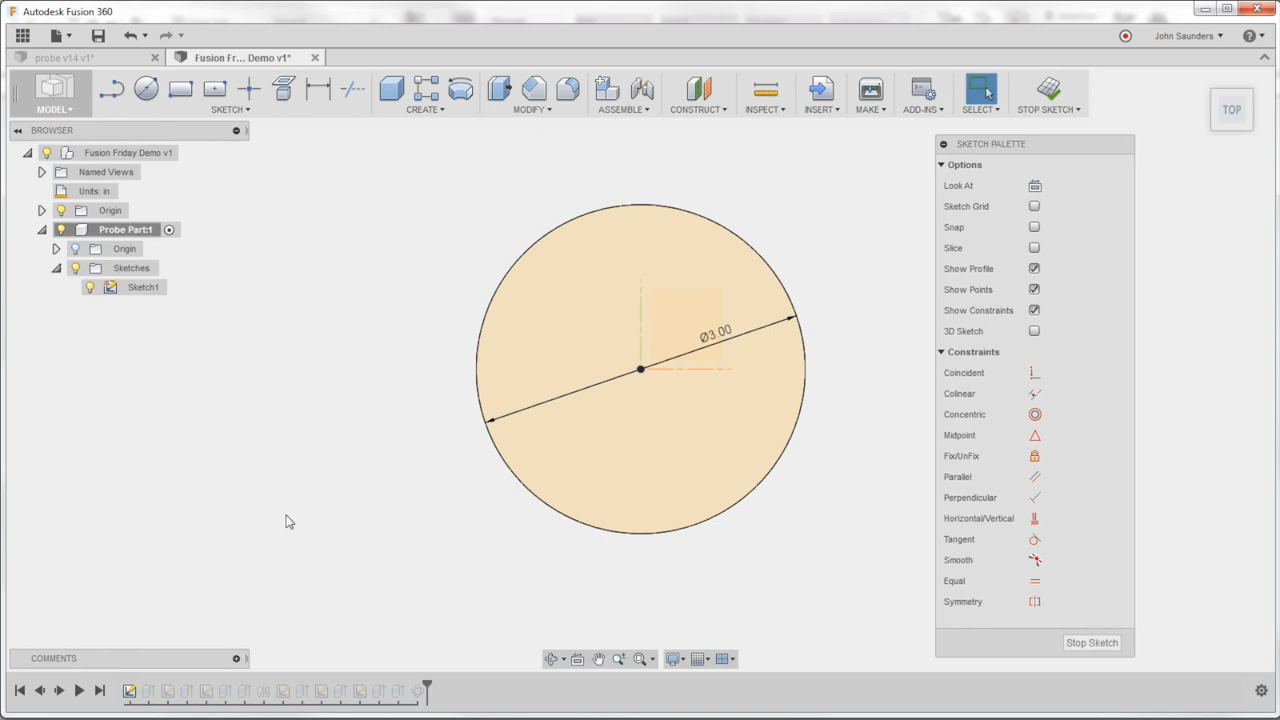 Autodesk Fusion 360
John Saunders
probe v14 v1*
Fusion Fr... Demo v1*
MODEL
SKETCH
CREATE
MODIFY
ASSEMBLE
CONSTRUCT
INSPECT
INSERT
MAKE
ADD-INS
SELECT
STOP SKETCH
TOP
BROWSER
Fusion Friday Demo v1
Named Views
Units: in
Origin
Probe Part:1
Origin
Sketches
Sketch1
Ø3.00
SKETCH PALETTE
Options
Look At
Sketch Grid
Snap
Slice
Show Profile
Show Points
Show Constraints
3D Sketch
Constraints
Coincident
Colinear
Concentric
Midpoint
Fix/UnFix
Parallel
Perpendicular
Horizontal/Vertical
Tangent
Smooth
Equal
Symmetry
Stop Sketch
COMMENTS